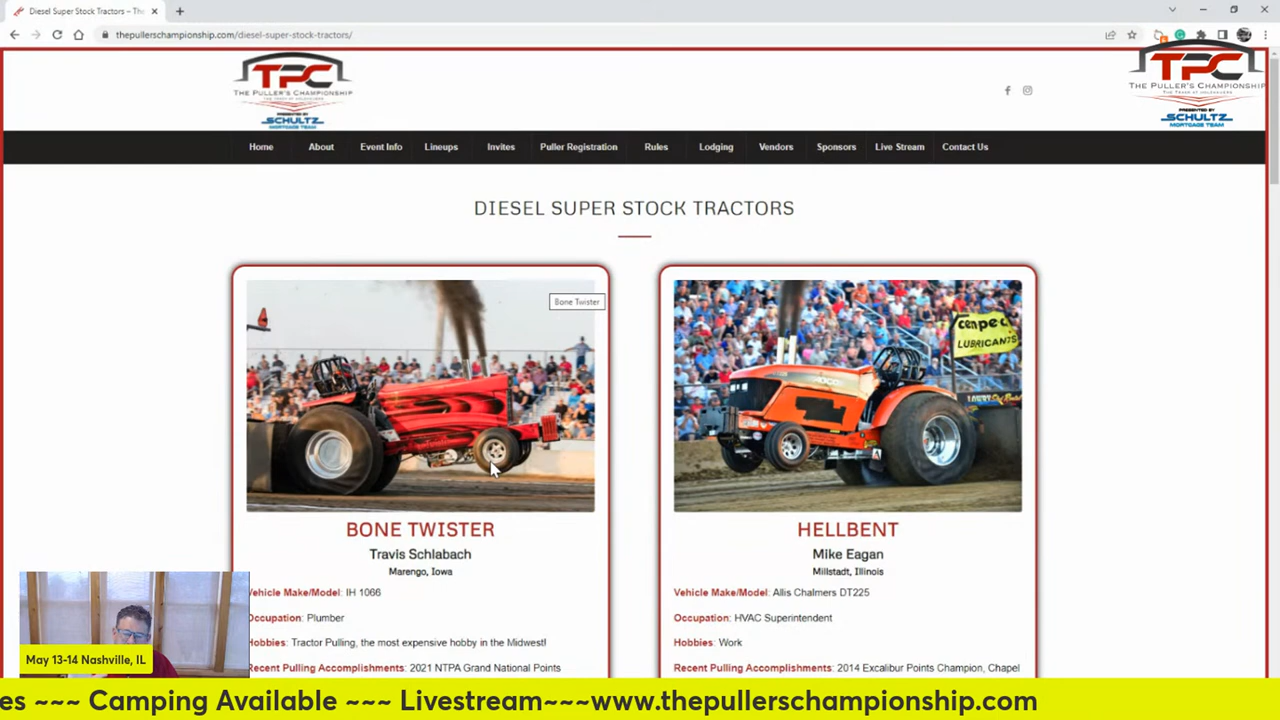 Diesel Super Stock Tractors – The
thepullerschampionship.com/diesel-super-stock-tractors/
TPC
THE PULLER'S CHAMPIONSHIP
PRESENTED BY
SCHULTZ
MORTGAGE TEAM
TPC
THE PULLER'S CHAMPIONSHIP
PRESENTED BY
SCHULTZ
MORTGAGE TEAM
Home About Event Info Lineups Invites Puller Registration Rules Lodging Vendors Sponsors Live Stream Contact Us
DIESEL SUPER STOCK TRACTORS
Bone Twister
cenpeco
LUBRICANTS
BONE TWISTER
Travis Schlabach
Marengo, Iowa
Vehicle Make/Model: IH 1066
Occupation: Plumber
Hobbies: Tractor Pulling, the most expensive hobby in the Midwest!
Recent Pulling Accomplishments: 2021 NTPA Grand National Points
HELLBENT
Mike Eagan
Millstadt, Illinois
Vehicle Make/Model: Allis Chalmers DT225
Occupation: HVAC Superintendent
Hobbies: Work
Recent Pulling Accomplishments: 2014 Excalibur Points Champion, Chapel
May 13-14 Nashville, IL
es ~~~ Camping Available ~~~ Livestream~~~www.thepullerschampionship.com